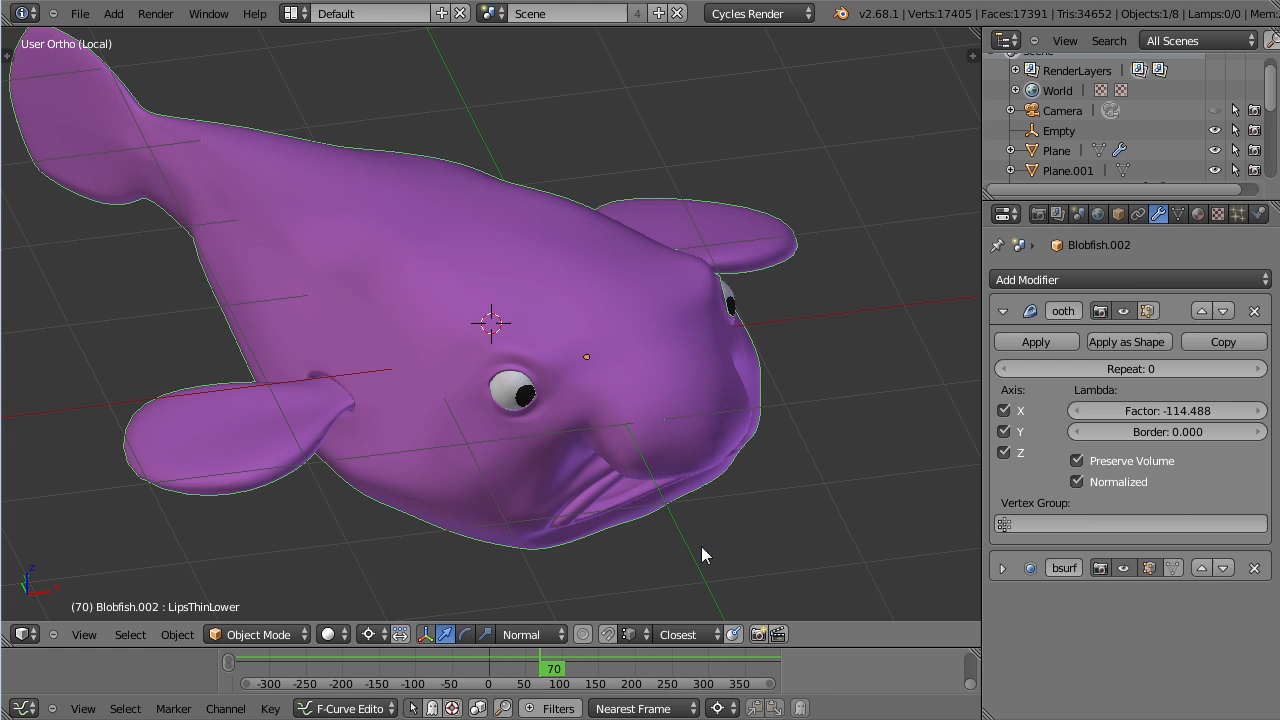 File Add Render Window Help Default Scene 4 Cycles Render v2.68.1 | Verts:17405 | Faces:17391 | Tris:34652 | Objects:1/8 | Lamps:0/0 | Mem:
User Ortho (Local)
View Search All Scenes
RenderLayers
World
Camera
Empty
Plane
Plane.001
Blobfish.002
Add Modifier
ooth
Apply Apply as Shape Copy
Repeat: 0
Axis: Lambda:
X Factor: -114.488
Y Border: 0.000
Z
Preserve Volume
Normalized
Vertex Group:
bsurf
z
(70) Blobfish.002 : LipsThinLower
View Select Object Object Mode Normal Closest
70
-300 -250 -200 -150 -100 -50 0 50 100 150 200 250 300 350
View Select Marker Channel Key F-Curve Edito Filters Nearest Frame